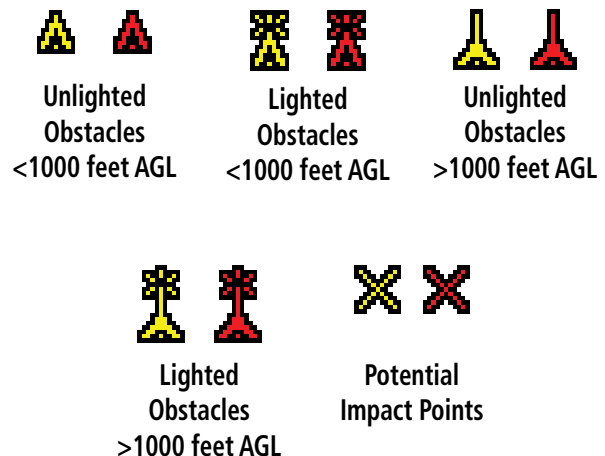 Unlighted
Obstacles
<1000 feet AGL
Lighted
Obstacles
<1000 feet AGL
Unlighted
Obstacles
>1000 feet AGL
Lighted
Obstacles
>1000 feet AGL
Potential
Impact Points